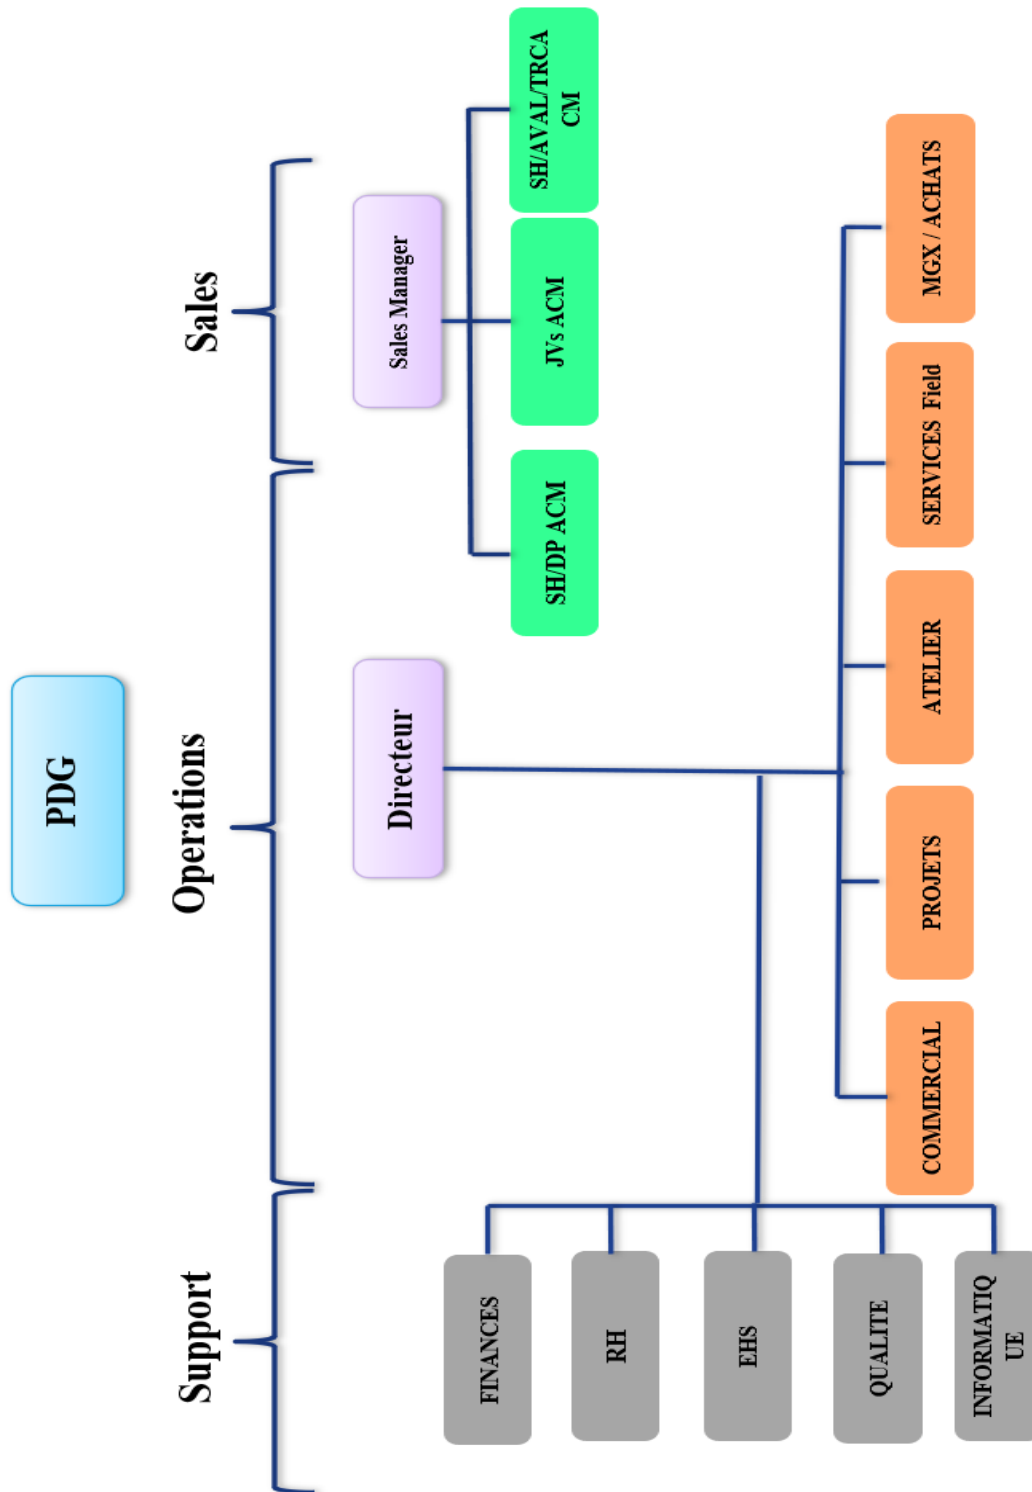 PDG
Support
Operations
Sales
Directeur
Sales Manager
SH/DP ACM
JVs ACM
SH/AVAL/TRCA
CM
FINANCES
RH
EHS
QUALITE
INFORMATIQ
UE
COMMERCIAL
PROJETS
ATELIER
SERVICES Field
MGX / ACHATS